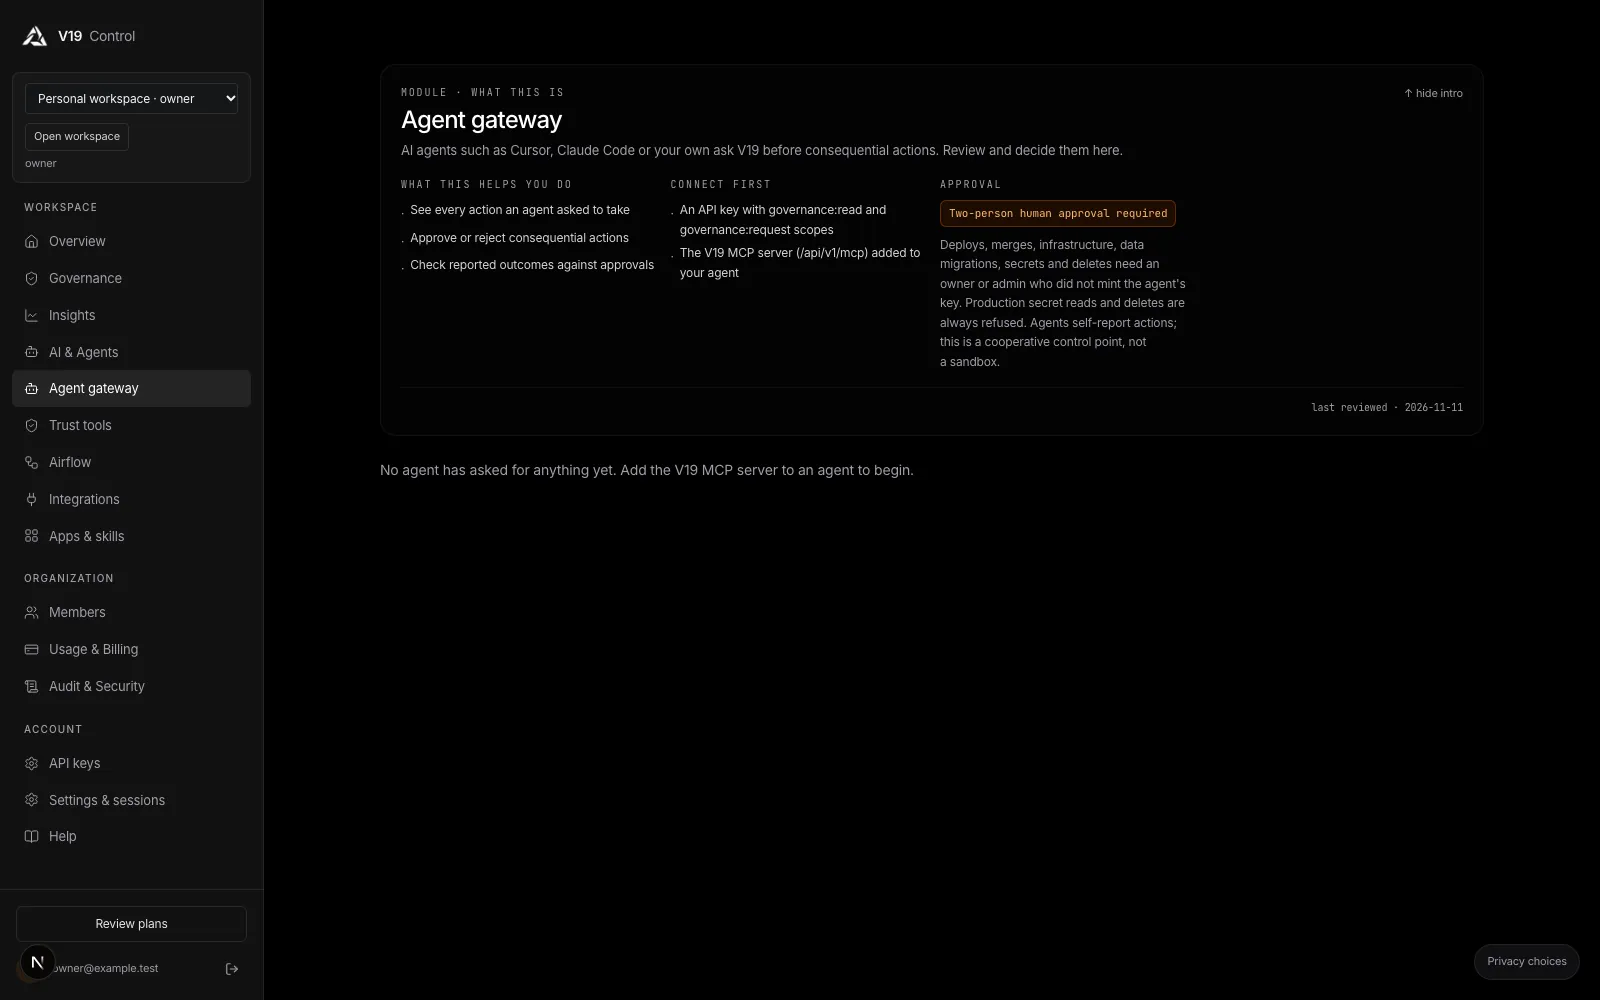 V19 Control
Personal workspace · owner
Open workspace
owner
WORKSPACE
Overview
Governance
Insights
AI & Agents
Agent gateway
Trust tools
Airflow
Integrations
Apps & skills
ORGANIZATION
Members
Usage & Billing
Audit & Security
ACCOUNT
API keys
Settings & sessions
Help
Review plans
N
owner@example.test
MODULE · WHAT THIS IS
↑ hide intro
Agent gateway
AI agents such as Cursor, Claude Code or your own ask V19 before consequential actions. Review and decide them here.
WHAT THIS HELPS YOU DO
. See every action an agent asked to take
. Approve or reject consequential actions
. Check reported outcomes against approvals
CONNECT FIRST
. An API key with governance:read and
governance:request scopes
. The V19 MCP server (/api/v1/mcp) added to
your agent
APPROVAL
Two-person human approval required
Deploys, merges, infrastructure, data
migrations, secrets and deletes need an
owner or admin who did not mint the agent's
key. Production secret reads and deletes are
always refused. Agents self-report actions;
this is a cooperative control point, not
a sandbox.
last reviewed · 2026-11-11
No agent has asked for anything yet. Add the V19 MCP server to an agent to begin.
Privacy choices